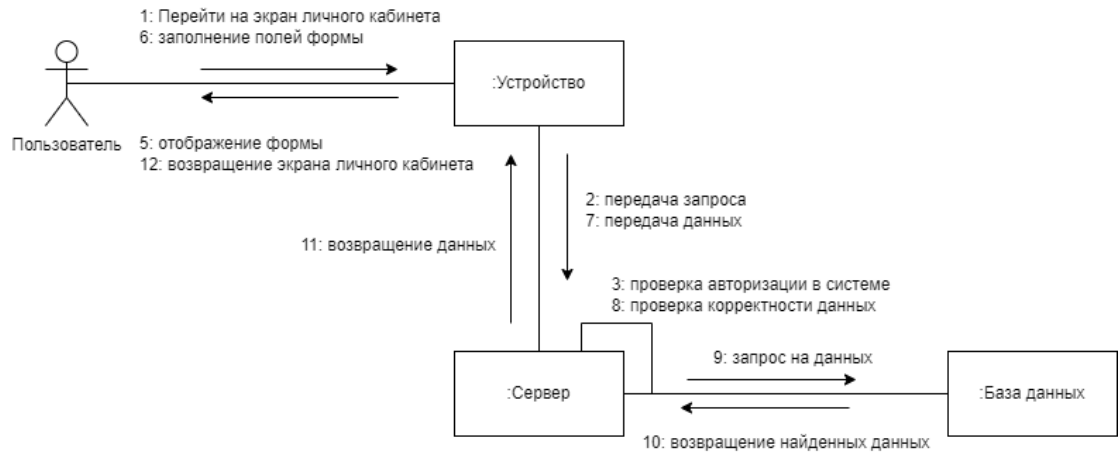 1: Перейти на экран личного кабинета
6: заполнение полей формы
:Устройство
Пользователь
5: отображение формы
12: возвращение экрана личного кабинета
2: передача запроса
7: передача данных
11: возвращение данных
3: проверка авторизации в системе
8: проверка корректности данных
9: запрос на данных
:Сервер
:База данных
10: возвращение найденных данных